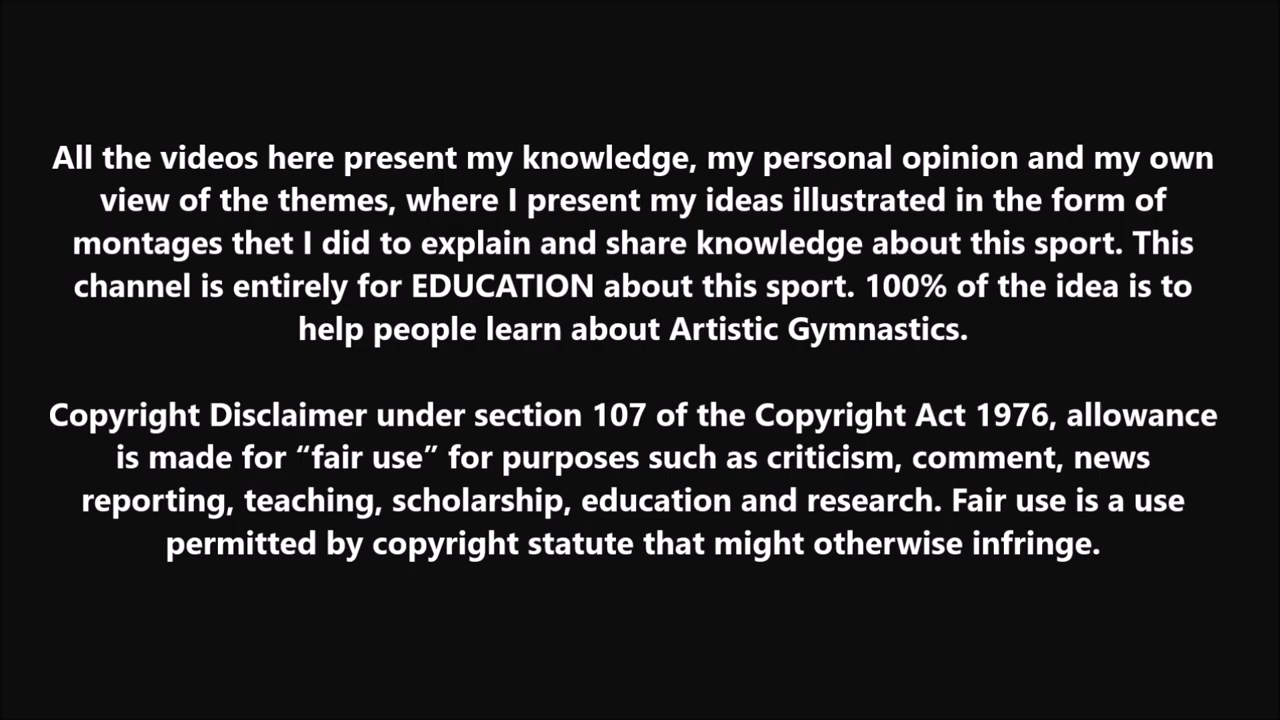 All the videos here present my knowledge, my personal opinion and my own
view of the themes, where I present my ideas illustrated in the form of
montages thet I did to explain and share knowledge about this sport. This
channel is entirely for EDUCATION about this sport. 100% of the idea is to
help people learn about Artistic Gymnastics.
Copyright Disclaimer under section 107 of the Copyright Act 1976, allowance
is made for “fair use” for purposes such as criticism, comment, news
reporting, teaching, scholarship, education and research. Fair use is a use
permitted by copyright statute that might otherwise infringe.